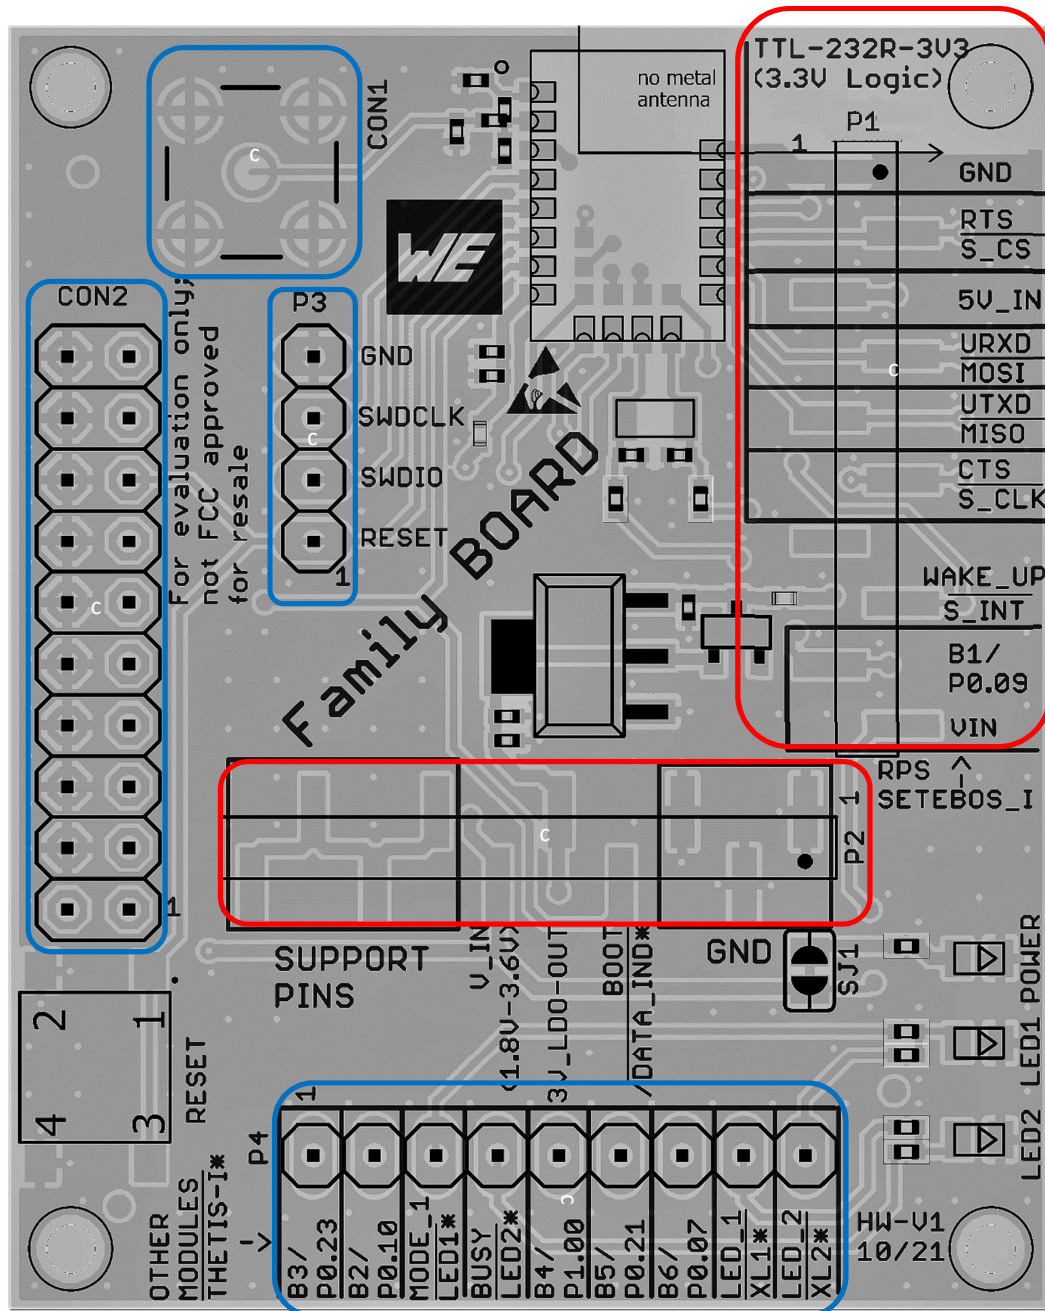 TTL-232R-3V3
(3.3V Logic)
no metal
antenna
CON1
C
P1
1
GND
RTS
S_CS
5V_IN
URXD
MOSI
C
UTXD
MISO
CTS
S_CLK
WAKE_UP
S_INT
B1/
P0.09
VIN
RPS ->
SETEBOS_I
WE
CON2
C
1
For evaluation only;
not FCC approved
for resale
P3
GND
SWDCLK
C
SWDIO
RESET
1
Family BOARD
1
P2
C
SUPPORT
PINS
V_IN
(1.8V-3.6V)
3V_LDO-OUT
BOOT
/DATA_IND*
GND
SJ1
POWER
LED1
LED2
2
1
4
3
RESET
P4
1
C
OTHER
MODULES
THETIS-I*
->
B3/
P0.23
B2/
P0.10
MODE_1
LED1*
BUSY
LED2*
B4/
P1.00
B5/
P0.21
B6/
P0.07
LED_1
XL1*
LED_2
XL2*
HW-V1
10/21